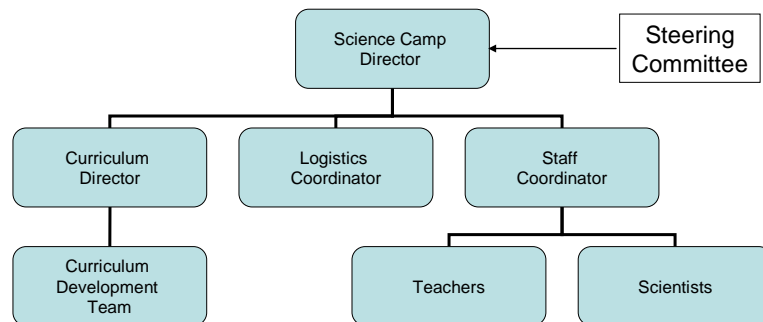 Science Camp
Director
Steering
Committee
Curriculum
Director
Logistics
Coordinator
Staff
Coordinator
Curriculum
Development
Team
Teachers
Scientists